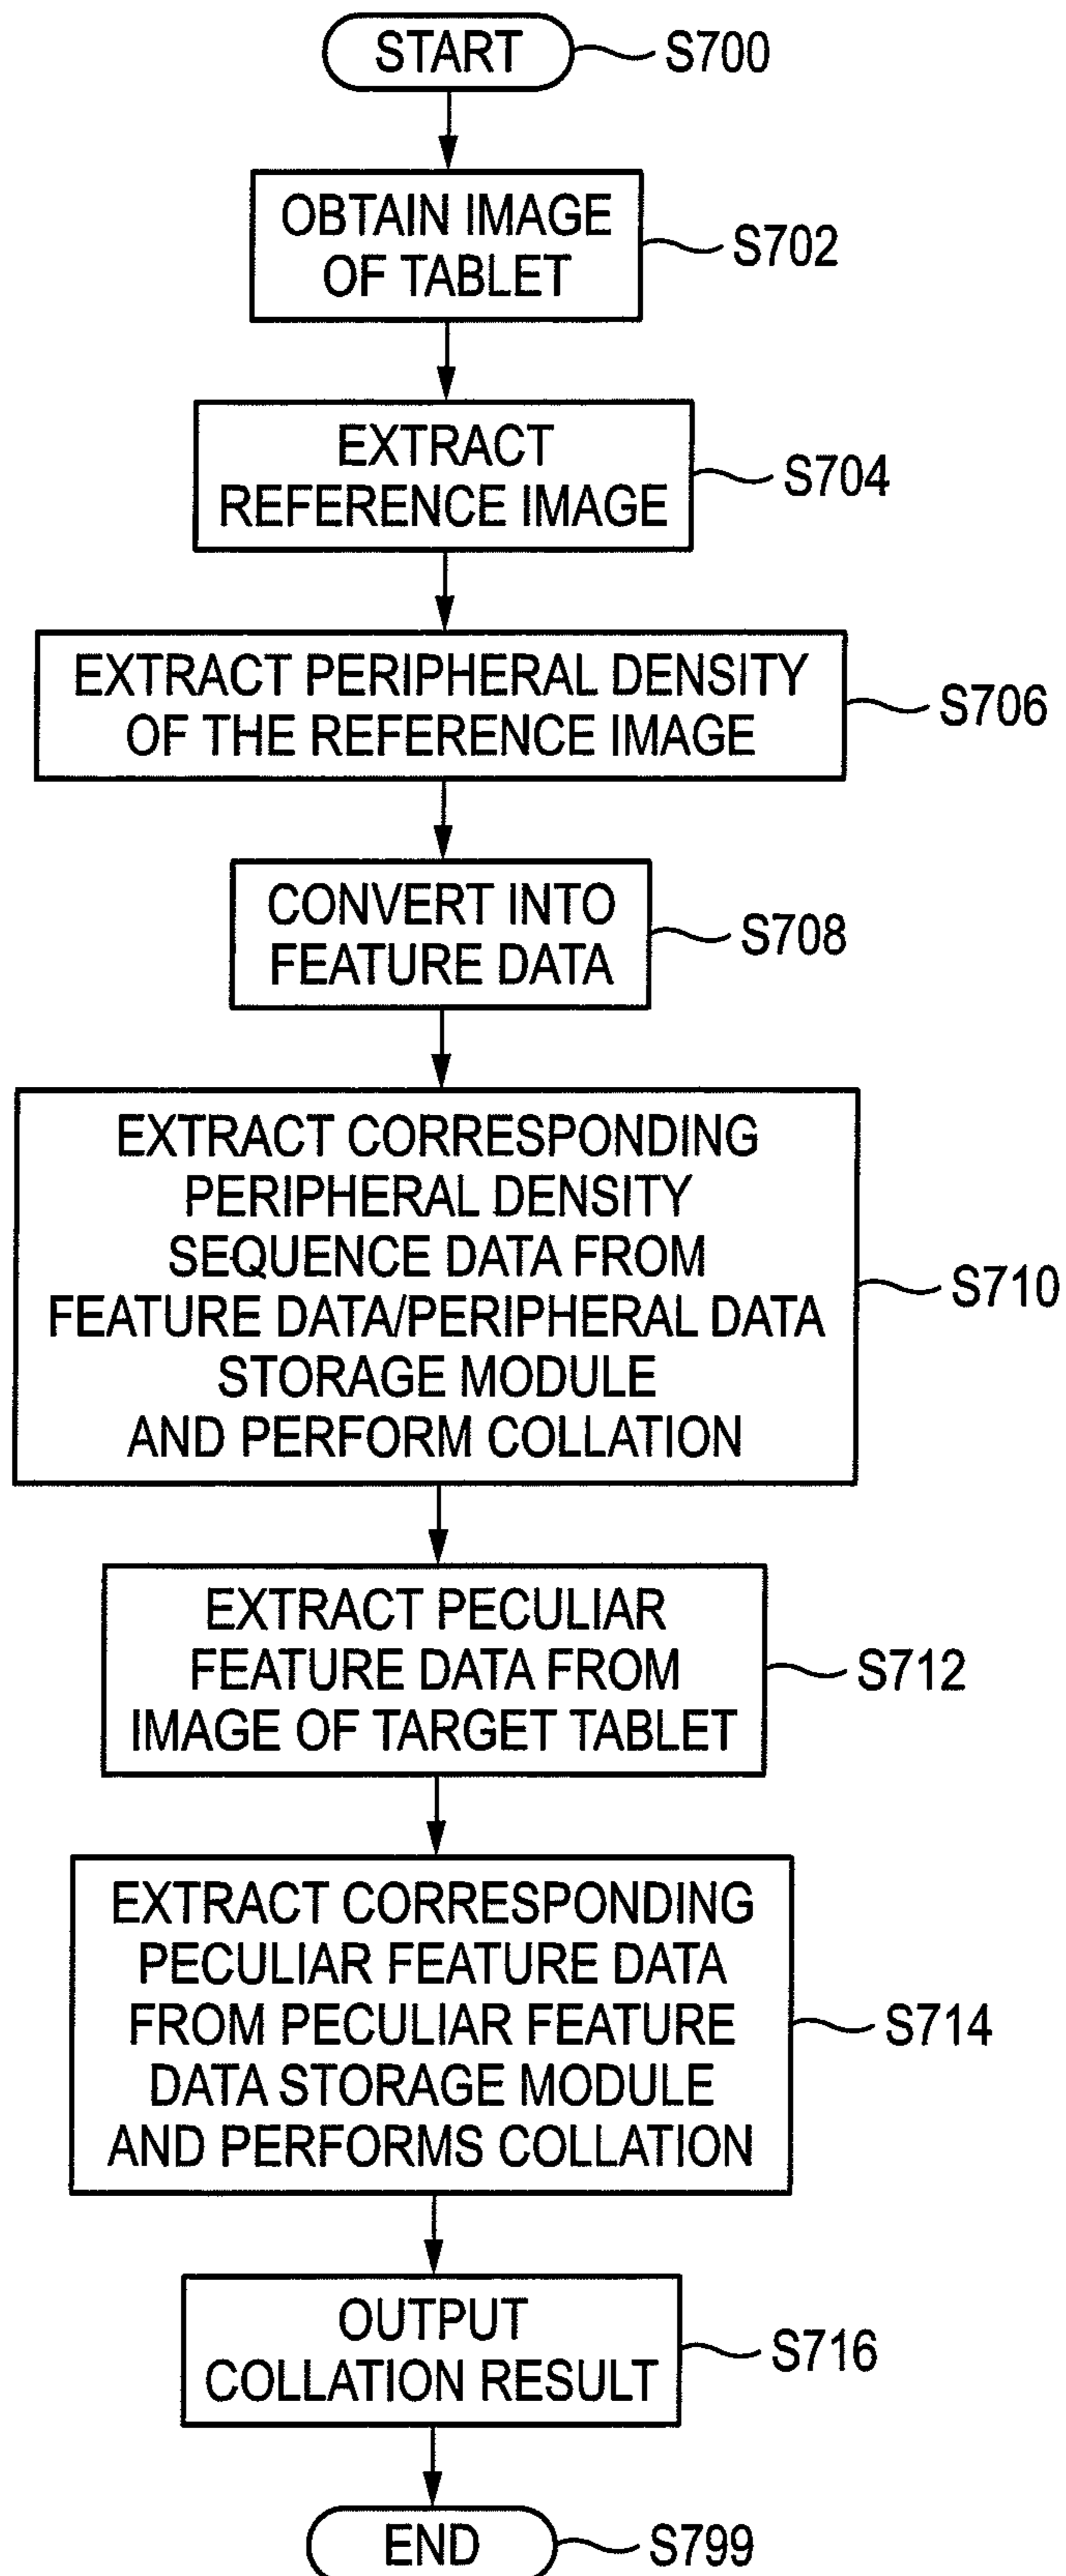 START
S700
OBTAIN IMAGE
OF TABLET
S702
EXTRACT
REFERENCE IMAGE
S704
EXTRACT PERIPHERAL DENSITY
OF THE REFERENCE IMAGE
S706
CONVERT INTO
FEATURE DATA
S708
EXTRACT CORRESPONDING
PERIPHERAL DENSITY
SEQUENCE DATA FROM
FEATURE DATA/PERIPHERAL DATA
STORAGE MODULE
AND PERFORM COLLATION
S710
EXTRACT PECULIAR
FEATURE DATA FROM
IMAGE OF TARGET TABLET
S712
EXTRACT CORRESPONDING
PECULIAR FEATURE DATA
FROM PECULIAR FEATURE
DATA STORAGE MODULE
AND PERFORMS COLLATION
S714
OUTPUT
COLLATION RESULT
S716
END
S799